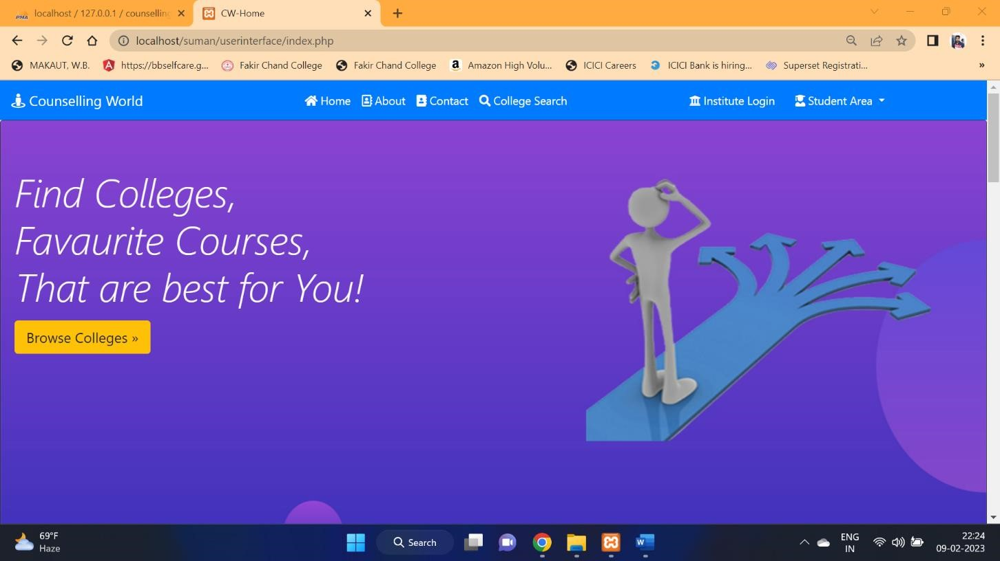 PMA localhost / 127.0.0.1 / counselling
CW-Home
localhost/suman/userinterface/index.php
MAKAUT, W.B. https://bbselfcare.g... Fakir Chand College Fakir Chand College a Amazon High Volu... ICICI Careers ICICI Bank is hiring... Superset Registrati... »
Counselling World Home About Contact College Search Institute Login Student Area
Find Colleges,
Favaurite Courses,
That are best for You!
Browse Colleges »
69°F
Haze
Search
W
ENG
IN
22:24
09-02-2023